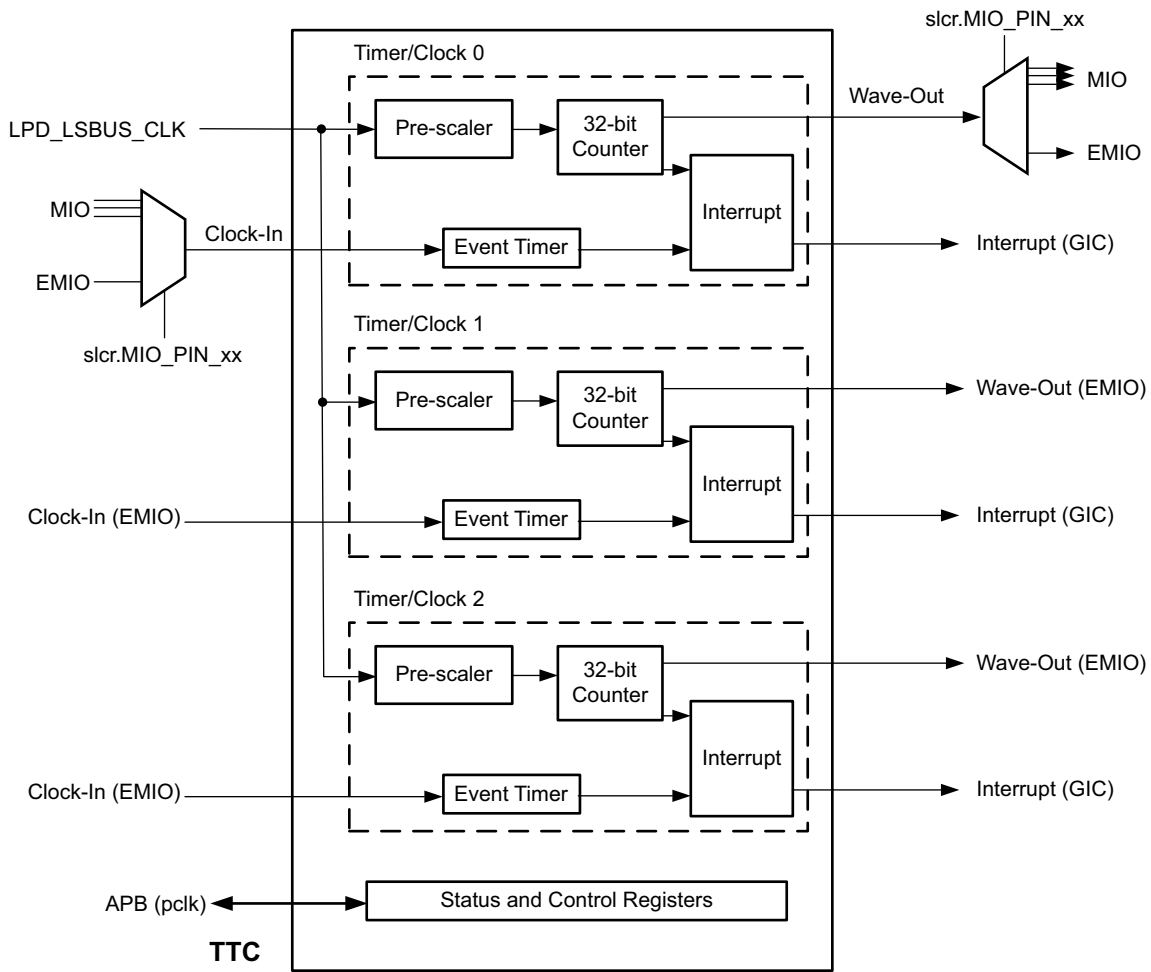 slcr.MIO_PIN_xx
Timer/Clock 0
Wave-Out
MIO
EMIO
LPD_LSBUS_CLK
Pre-scaler
32-bit
Counter
Interrupt
MIO
Clock-In
EMIO
Event Timer
Interrupt (GIC)
slcr.MIO_PIN_xx
Timer/Clock 1
Pre-scaler
32-bit
Counter
Wave-Out (EMIO)
Interrupt
Clock-In (EMIO)
Event Timer
Interrupt (GIC)
Timer/Clock 2
Pre-scaler
32-bit
Counter
Wave-Out (EMIO)
Interrupt
Clock-In (EMIO)
Event Timer
Interrupt (GIC)
APB (pclk)
Status and Control Registers
TTC